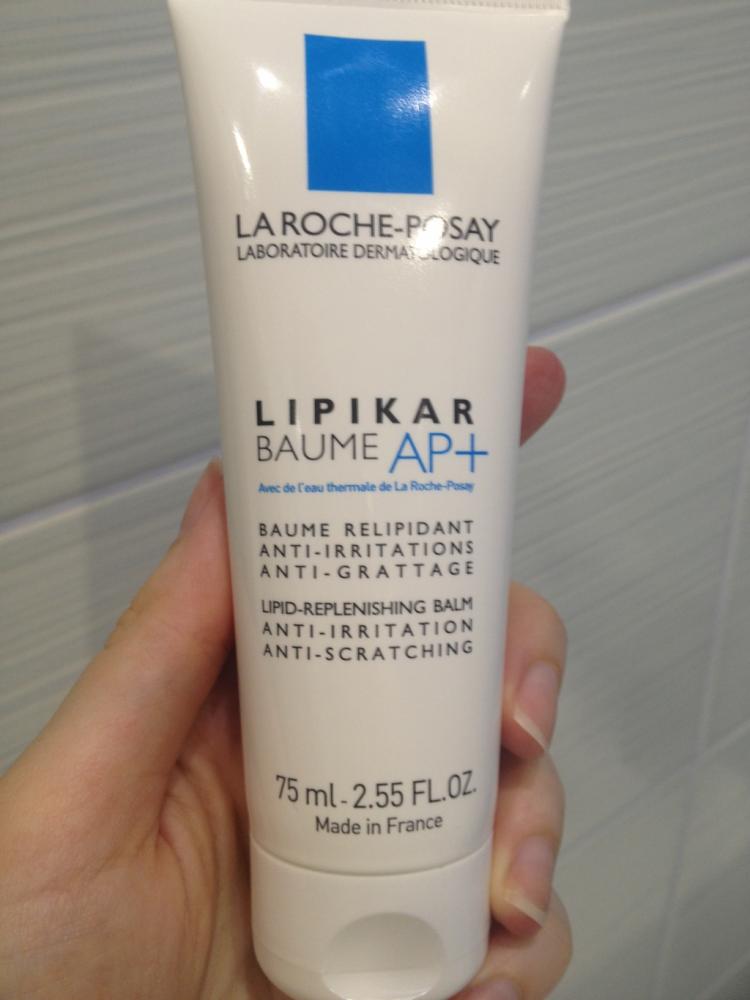 LA ROCHE-POSAY
LABORATOIRE DERMATOLOGIQUE
LIPIKAR
BAUME AP+
Avec de l'eau thermale de La Roche-Posay
BAUME RELIPIDANT
ANTI-IRRITATIONS
ANTI-GRATTAGE
LIPID-REPLENISHING BALM
ANTI-IRRITATION
ANTI-SCRATCHING
75 ml - 2.55 FL.OZ.
Made in France